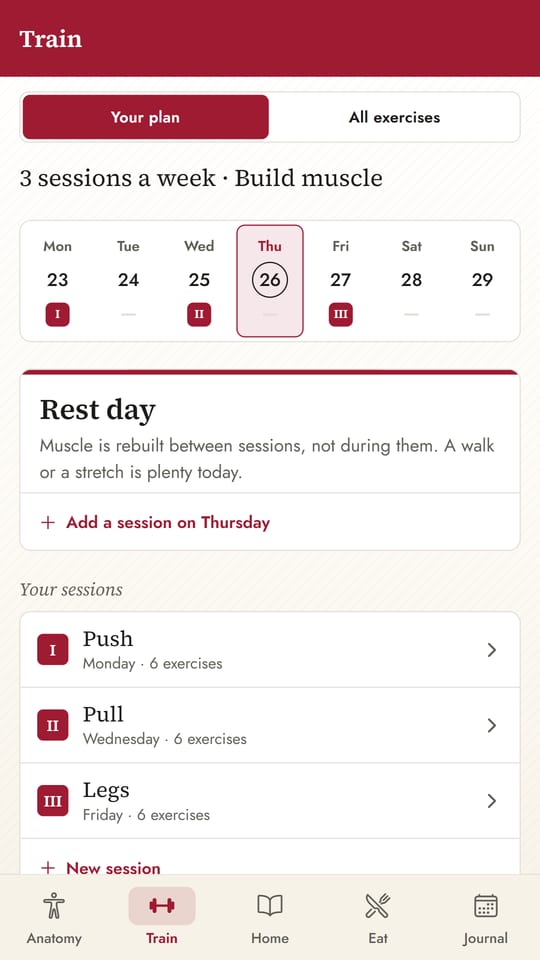 Train
Your plan
All exercises
3 sessions a week · Build muscle
Mon Tue Wed Thu Fri Sat Sun
23 24 25 26 27 28 29
I — II — III — —
Rest day
Muscle is rebuilt between sessions, not during them. A walk
or a stretch is plenty today.
+ Add a session on Thursday
Your sessions
I Push
Monday · 6 exercises
II Pull
Wednesday · 6 exercises
III Legs
Friday · 6 exercises
+ New session
Anatomy Train Home Eat Journal